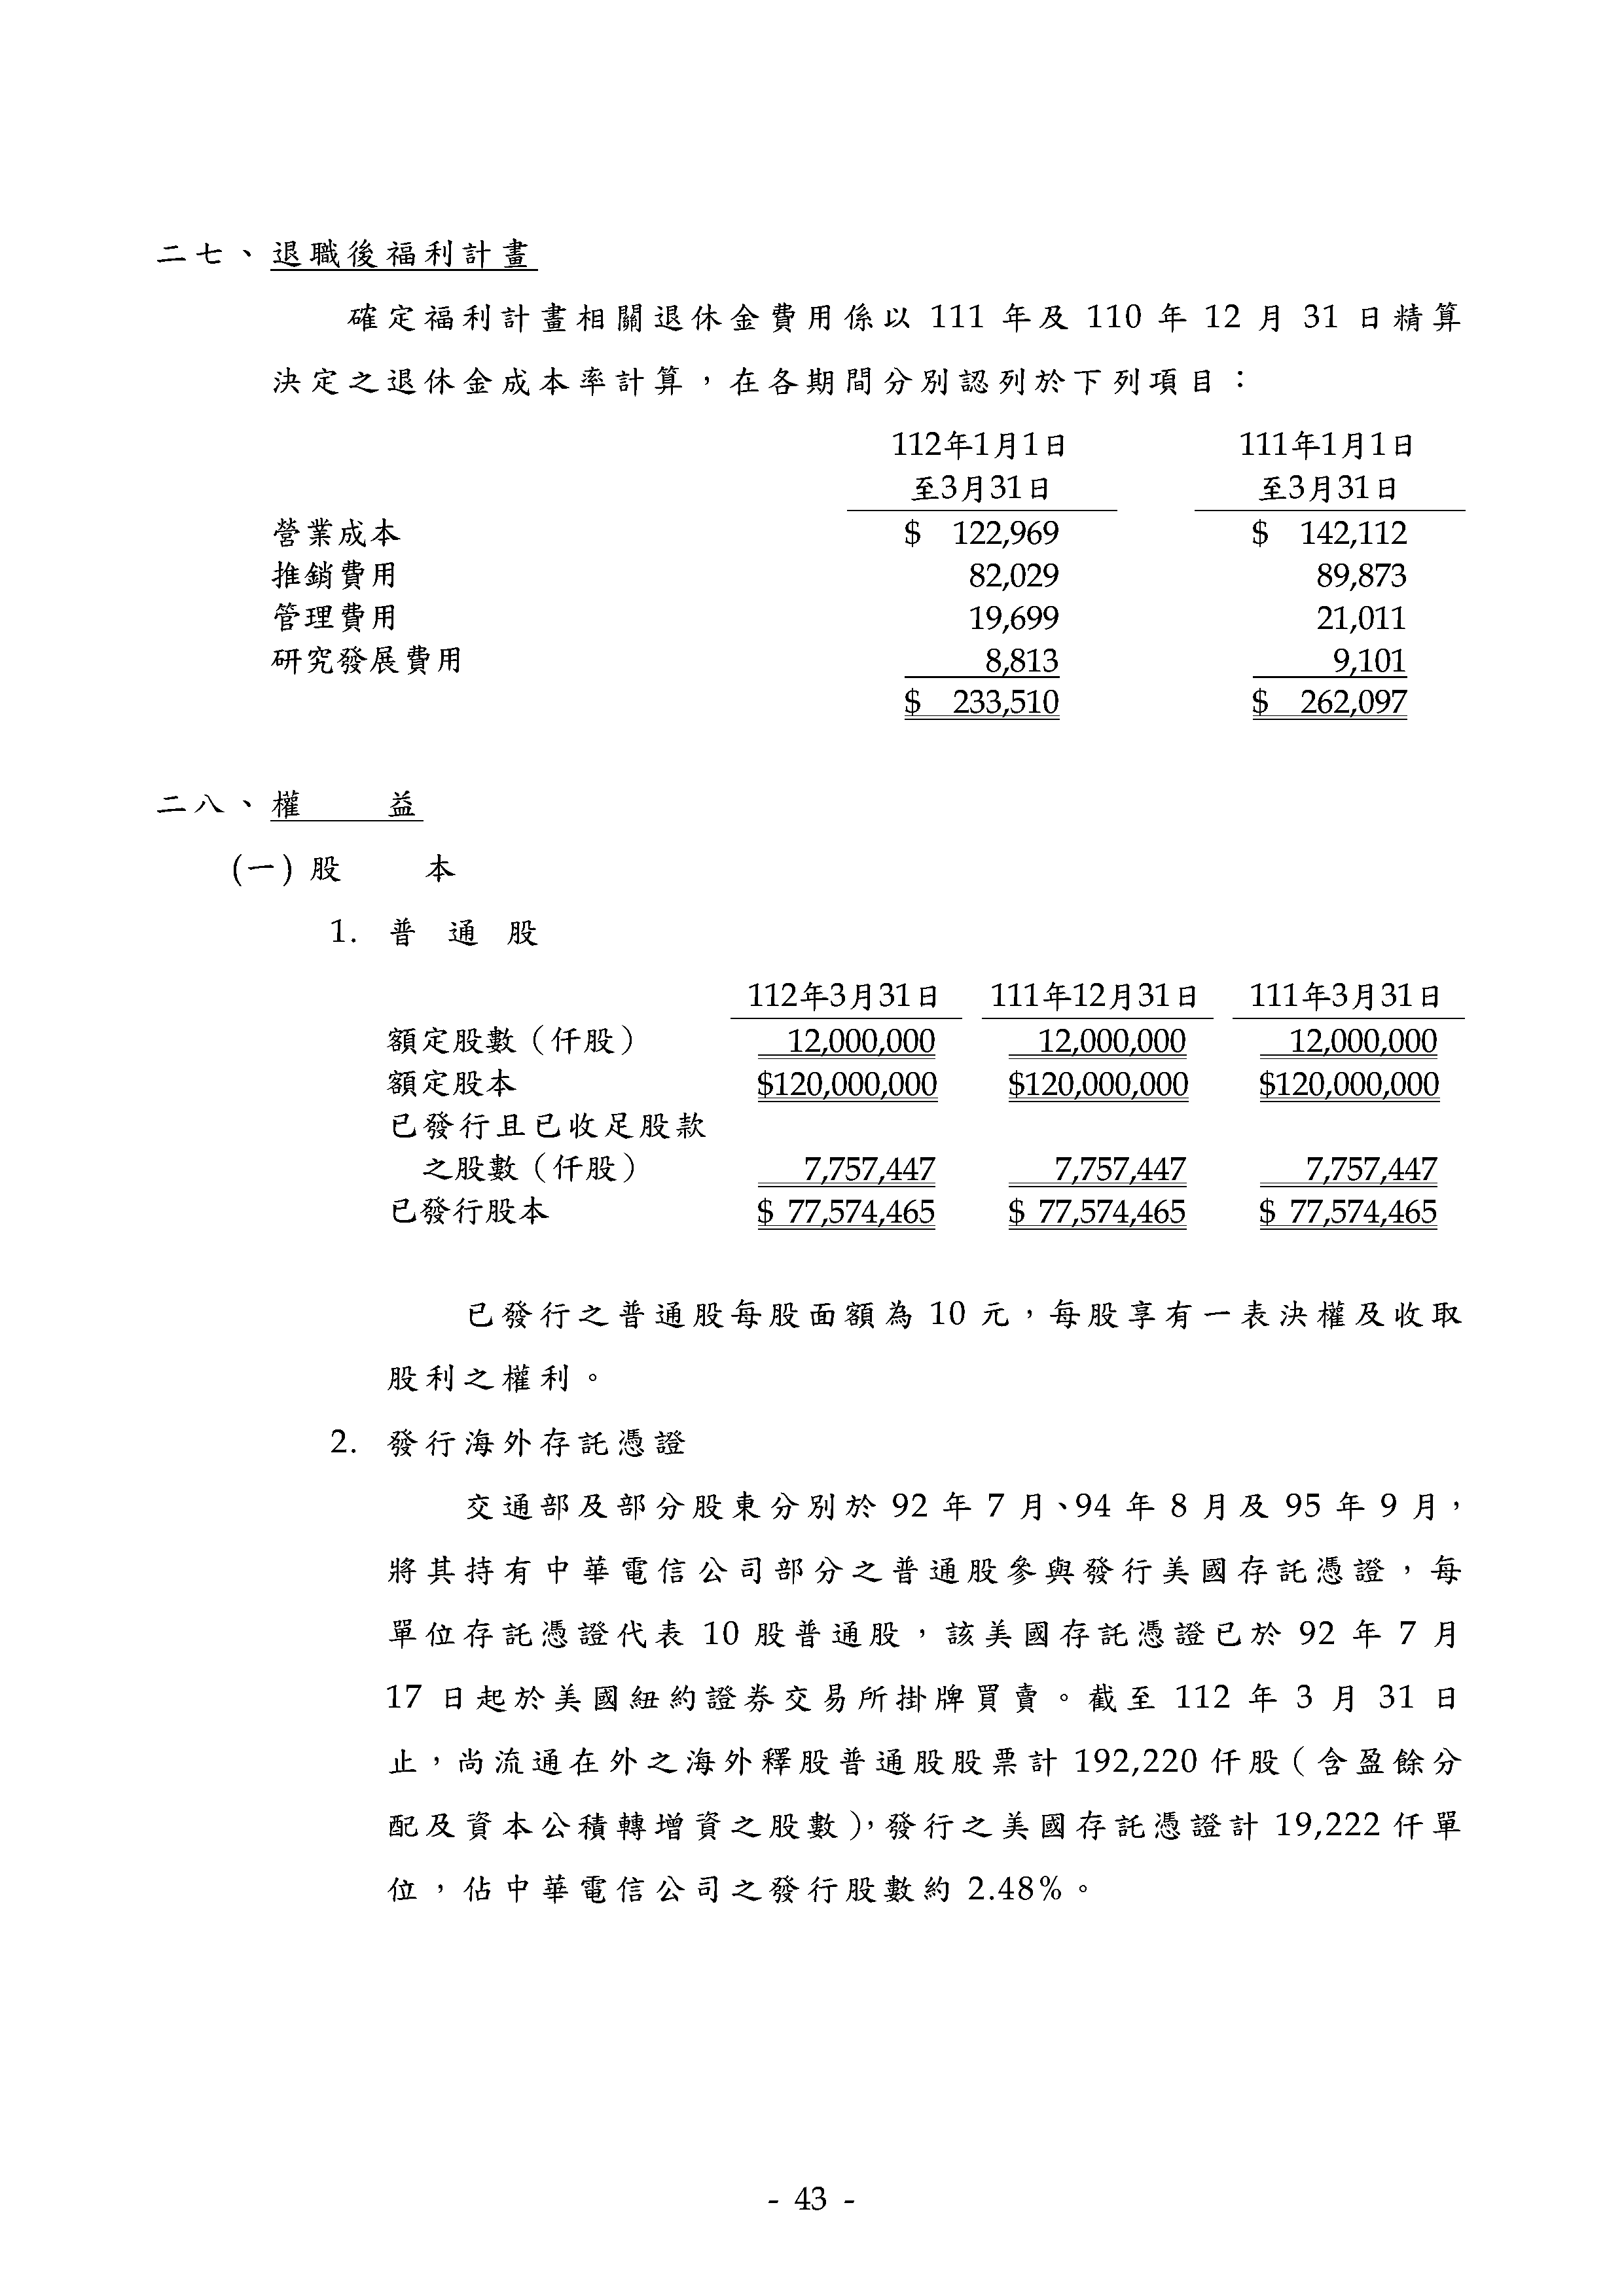 二七、退職後福利計畫
確定福利計畫相關退休金費用係以 111 年及 110 年 12 月 31 日精算
決定之退休金成本率計算，在各期間分別認列於下列項目：
112年1月1日 111年1月1日
至3月31日 至3月31日
營業成本 $ 122,969 $ 142,112
推銷費用 82,029 89,873
管理費用 19,699 21,011
研究發展費用 8,813 9,101
$ 233,510 $ 262,097
二八、權 益
(一) 股 本
1. 普 通 股
112年3月31日 111年12月31日 111年3月31日
額定股數（仟股） 12,000,000 12,000,000 12,000,000
額定股本 $120,000,000 $120,000,000 $120,000,000
已發行且已收足股款
之股數（仟股） 7,757,447 7,757,447 7,757,447
已發行股本 $ 77,574,465 $ 77,574,465 $ 77,574,465
已發行之普通股每股面額為 10 元，每股享有一表決權及收取
股利之權利。
2. 發行海外存託憑證
交通部及部分股東分別於 92 年 7 月、94 年 8 月及 95 年 9 月，
將其持有中華電信公司部分之普通股參與發行美國存託憑證，每
單位存託憑證代表 10 股普通股，該美國存託憑證已於 92 年 7 月
17 日起於美國紐約證券交易所掛牌買賣。截至 112 年 3 月 31 日
止，尚流通在外之海外釋股普通股股票計 192,220 仟股（含盈餘分
配及資本公積轉增資之股數），發行之美國存託憑證計 19,222 仟單
位，佔中華電信公司之發行股數約 2.48%。
- 43 -